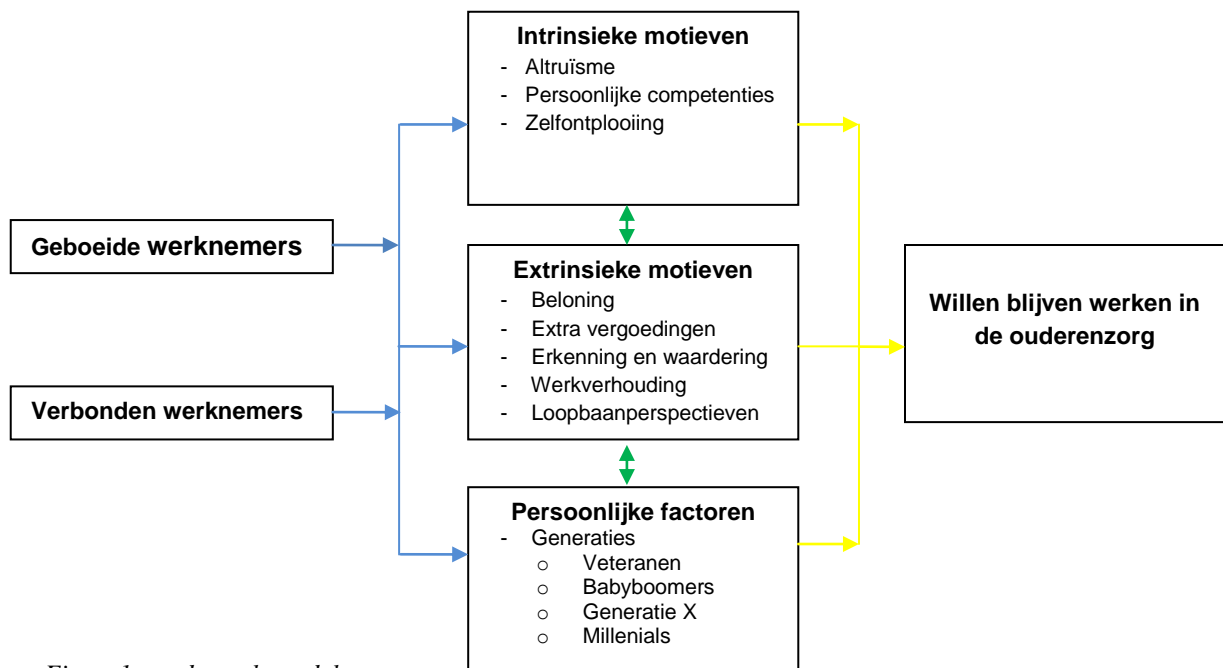 Intrinsieke motieven
- Altruïsme
- Persoonlijke competenties
- Zelfontplooiing
Geboeide werknemers
Verbonden werknemers
Extrinsieke motieven
- Beloning
- Extra vergoedingen
- Erkenning en waardering
- Werkverhouding
- Loopbaanperspectieven
Willen blijven werken in
de ouderenzorg
Persoonlijke factoren
- Generaties
o Veteranen
o Babyboomers
o Generatie X
o Millenials